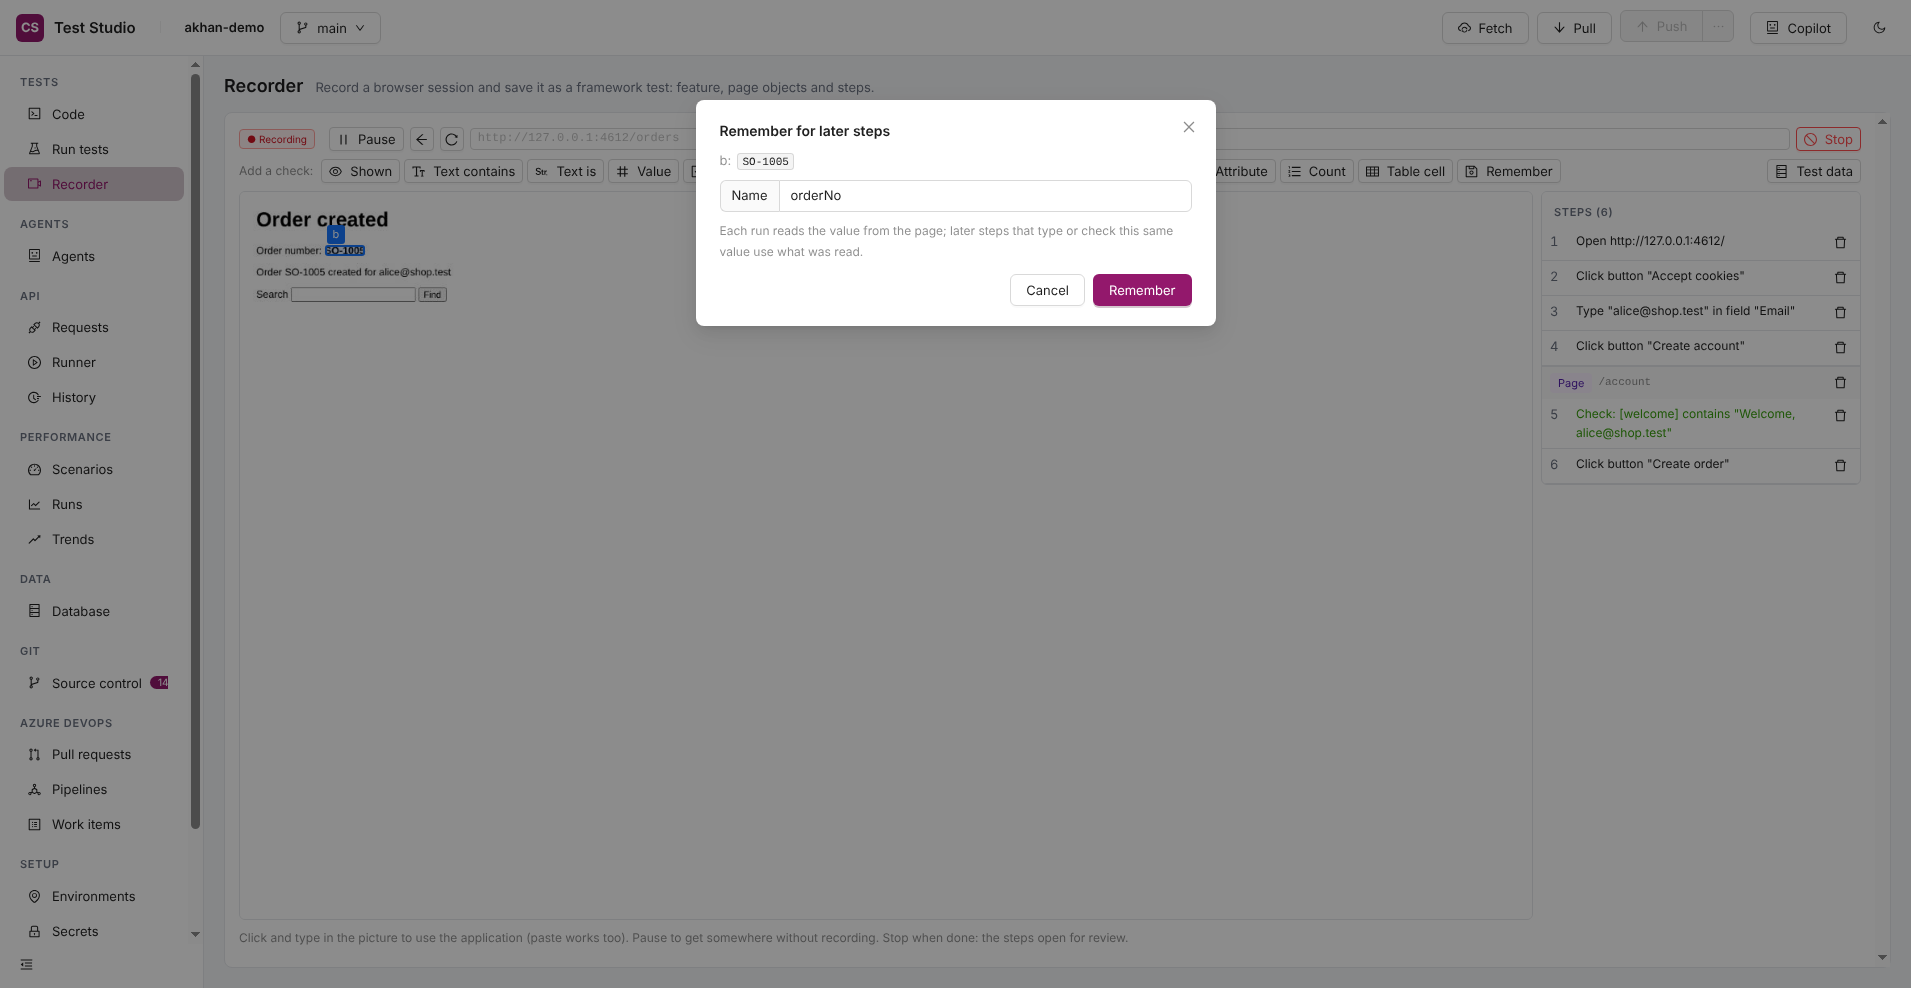 CS Test Studio akhan-demo main Fetch Pull Push ... Copilot
TESTS
Code
Run tests
Recorder
AGENTS
Agents
API
Requests
Runner
History
PERFORMANCE
Scenarios
Runs
Trends
DATA
Database
GIT
Source control 14
AZURE DEVOPS
Pull requests
Pipelines
Work items
SETUP
Environments
Secrets
Recorder Record a browser session and save it as a framework test: feature, page objects and steps.
Recording Pause http://127.0.0.1:4612/orders Stop
Add a check: Shown Text contains Str Text is Value Attribute Count Table cell Remember Test data
Order created
b
Order number: SO-1005
Order SO-1005 created for alice@shop.test
Search Find
Remember for later steps
b: SO-1005
Name orderNo
Each run reads the value from the page; later steps that type or check this same
value use what was read.
Cancel Remember
STEPS (6)
1 Open http://127.0.0.1:4612/
2 Click button "Accept cookies"
3 Type "alice@shop.test" in field "Email"
4 Click button "Create account"
Page /account
5 Check: [welcome] contains "Welcome,
alice@shop.test"
6 Click button "Create order"
Click and type in the picture to use the application (paste works too). Pause to get somewhere without recording. Stop when done: the steps open for review.